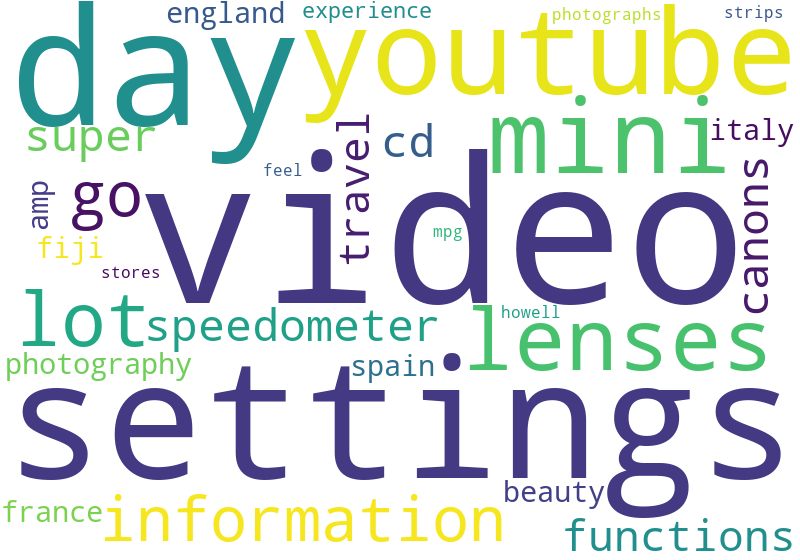 england
experience
photographs
strips
day
youtube
super
cd
mini
italy
feel
travel
amp
go
video
canons
fiji
mpg
stores
lot
speedometer
howell
lenses
photography
spain
settings
beauty
france
information
functions